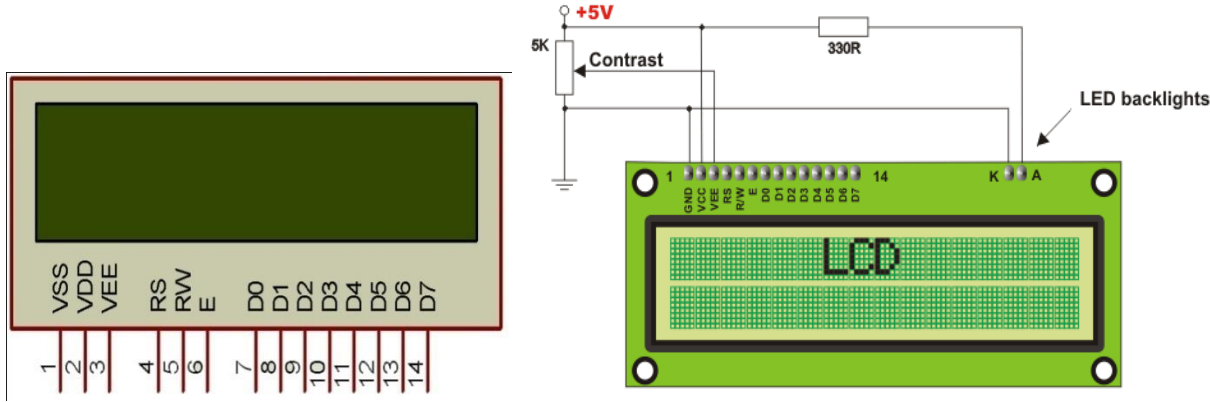 VSS VDD VEE RS RW E D0 D1 D2 D3 D4 D5 D6 D7
1 2 3 4 5 6 7 8 9 10 11 12 13 14
+5V
5K
Contrast
330R
LED backlights
1 14 K A
GND VCC VEE RS R/W E D0 D1 D2 D3 D4 D5 D6 D7
LCD